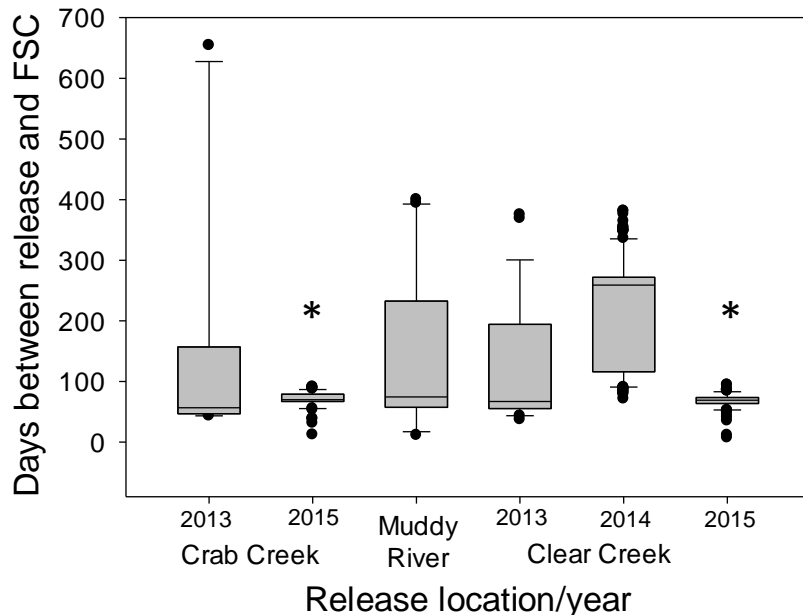 Days between release and FSC
700
600
500
400
300
200
100
0
*
*
2013 2015 Muddy River 2013 2014 2015
Crab Creek Clear Creek
Release location/year